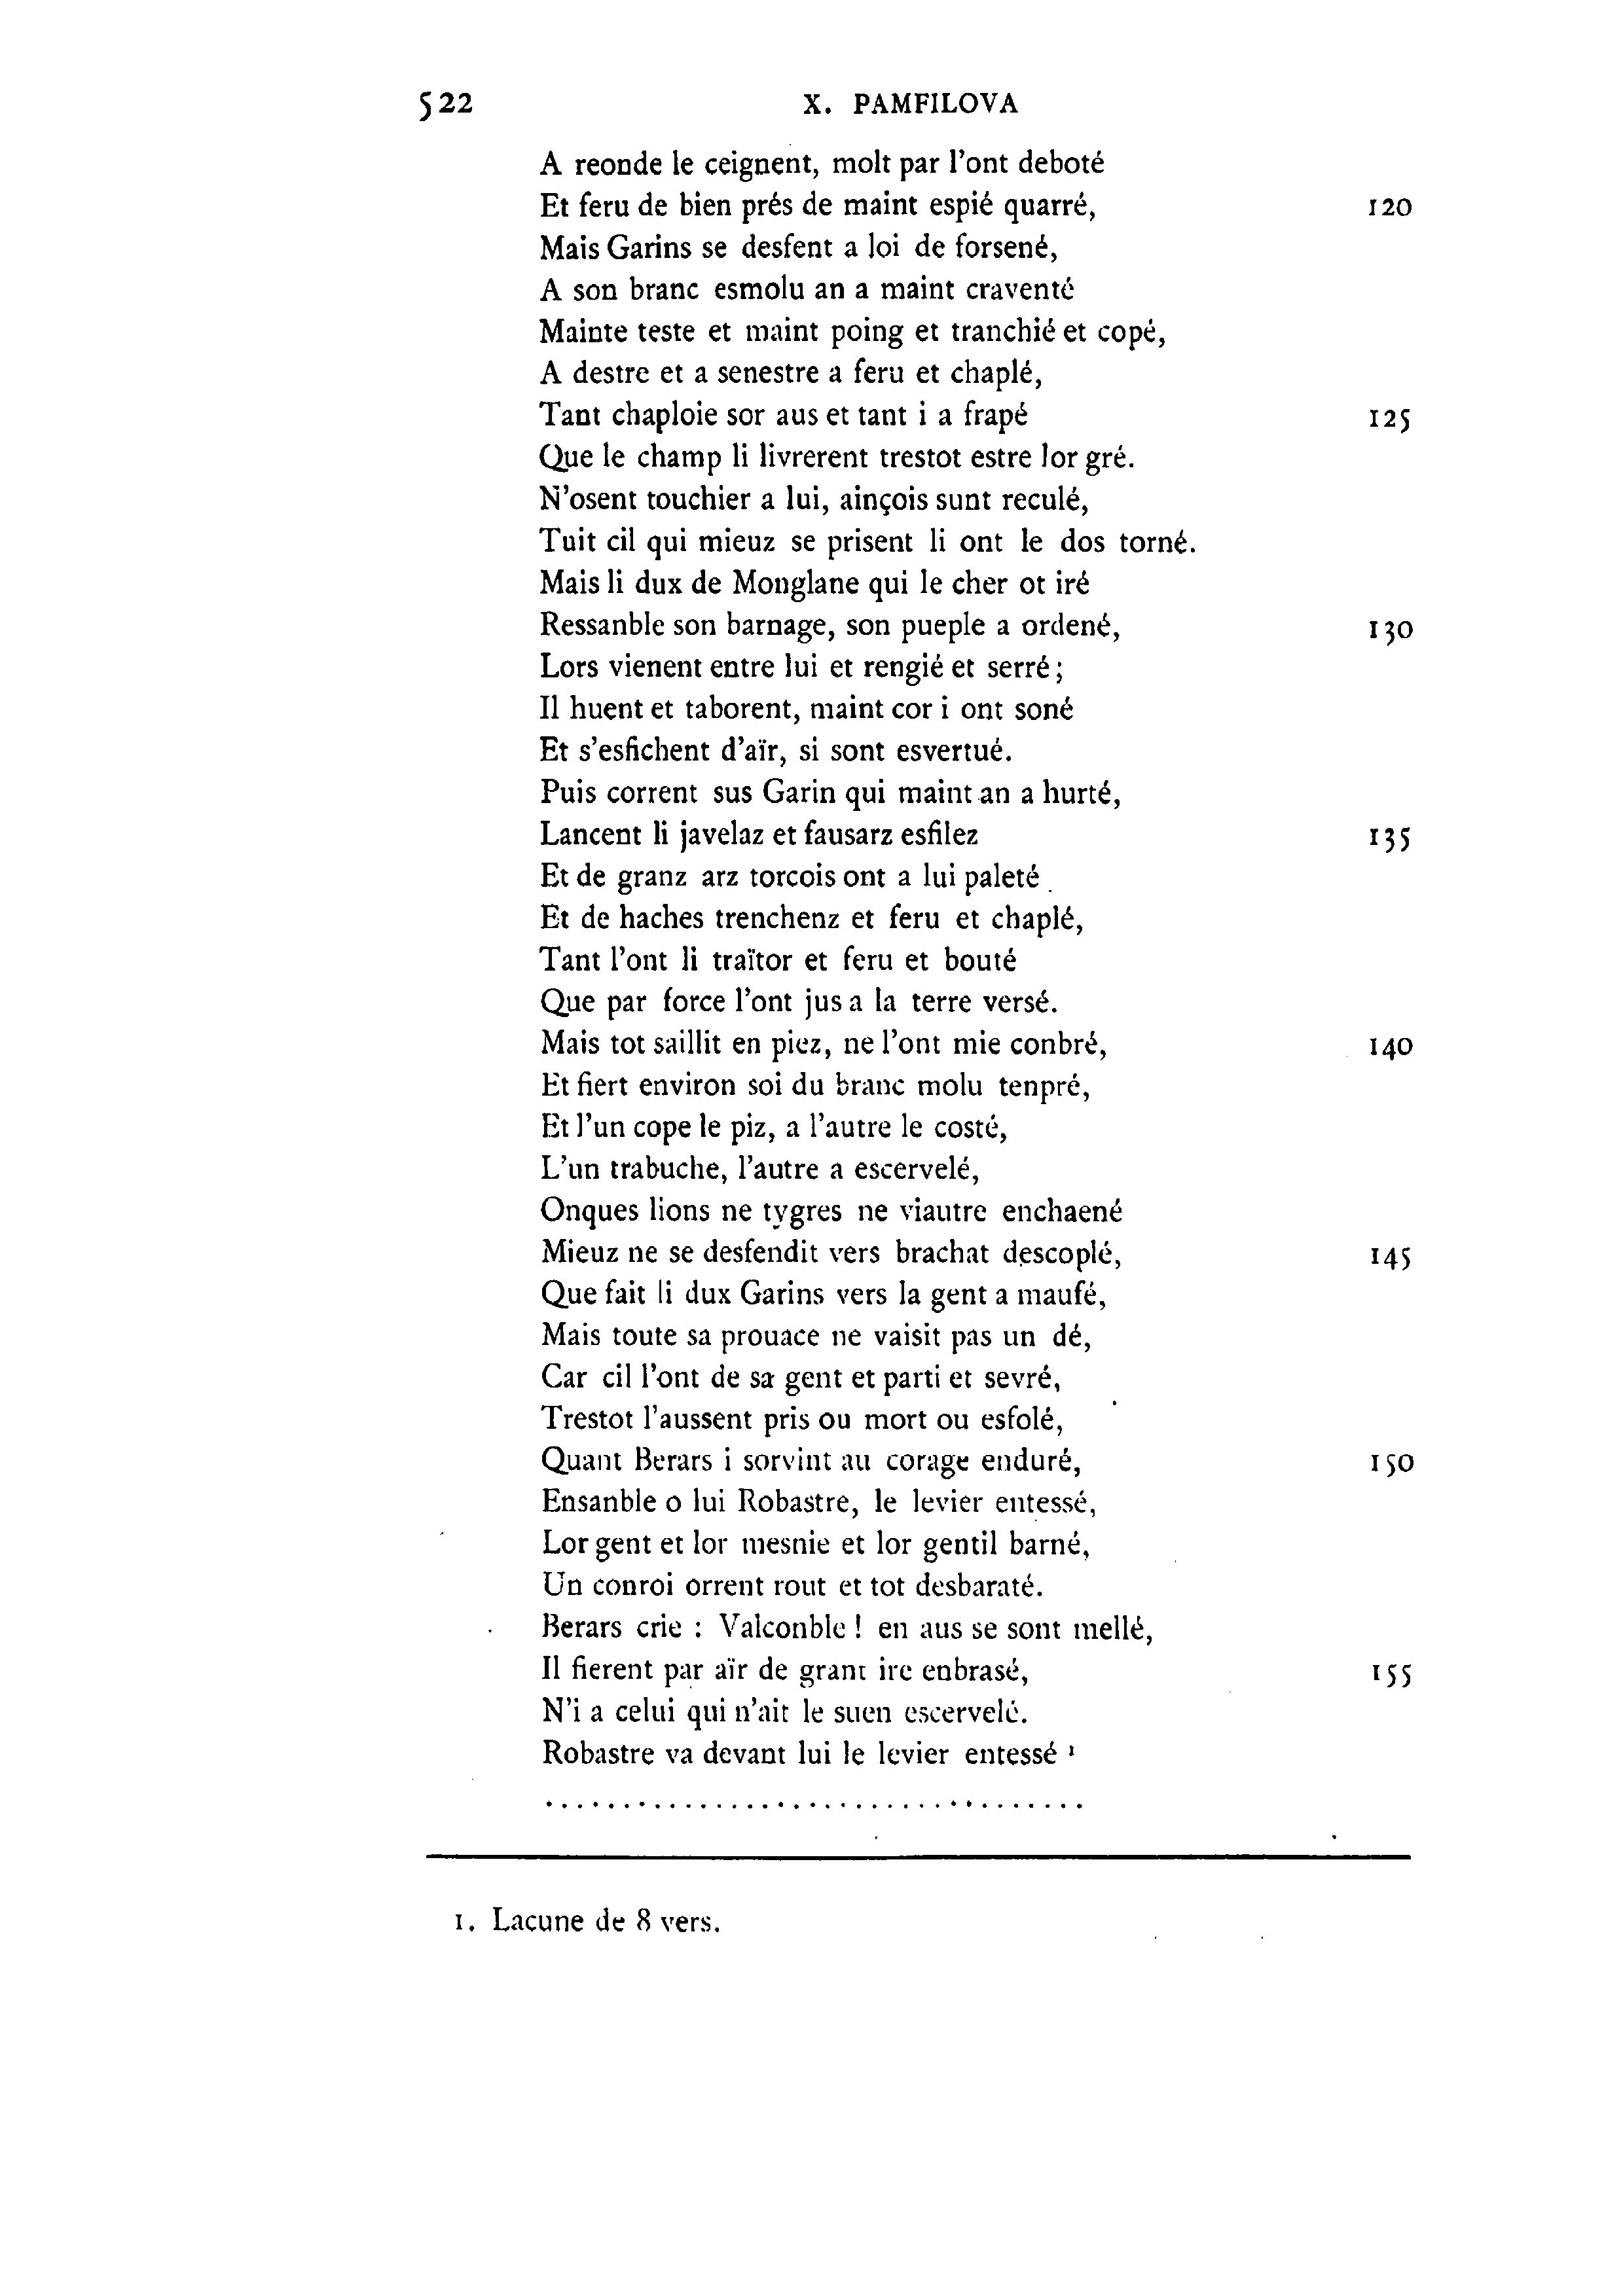 522
X. PAMFILOVA
A reonde le ceignent, molt par l'ont deboté
Et feru de bien prés de maint espié quarré,
120
Mais Garins se desfent a loi de forsené,
A son branc esmolu an a maint craventé
Mainte teste et maint poing et tranchié et copé,
A destre et a senestre a feru et chaplé,
Tant chaploie sor aus et tant i a frapé
125
Que le champ li livrerent trestot estre lor gré.
N'osent touchier a lui, ainçois sunt reculé,
Tuit cil qui mieuz se prisent li ont le dos torné.
Mais li dux de Monglane qui le cher ot iré
Ressanble son barnage, son pueple a ordené,
130
Lors vienent entre lui et rengié et serré ;
Il huent et taborent, maint cor i ont soné
Et s'esfichent d'aïr, si sont esvertué.
Puis corrent sus Garin qui maint an a hurté,
Lancent li javelaz et fausarz esfilez
135
Et de granz arz torcois ont a lui paleté
Et de haches trenchenz et feru et chaplé,
Tant l'ont li traïtor et feru et bouté
Que par force l'ont jus a la terre versé.
Mais tot saillit en piez, ne l'ont mie conbré,
140
Et fiert environ soi du branc molu tenpré,
Et l'un cope le piz, a l'autre le costé,
L'un trabuche, l'autre a escervelé,
Onques lions ne tygres ne viautre enchaené
Mieuz ne se desfendit vers brachat descoplé,
145
Que fait li dux Garins vers la gent a maufé,
Mais toute sa prouace ne vaisit pas un dé,
Car cil l'ont de sa gent et parti et sevré,
Trestot l'aussent pris ou mort ou esfolé,
Quant Berars i sorvint au corage enduré,
150
Ensanble o lui Robastre, le levier entessé,
Lor gent et lor mesnie et lor gentil barné,
Un conroi orrent rout et tot desbaraté.
Berars crie : Valconble ! en aus se sont mellé,
Il fierent par aïr de grant ire enbrasé,
155
N'i a celui qui n'ait le suen escervelé.
Robastre va devant lui le levier entessé 1
. . . . . . . . . . . . . . . . . . . . . . . . . . . . . . . . . . .
1. Lacune de 8 vers.